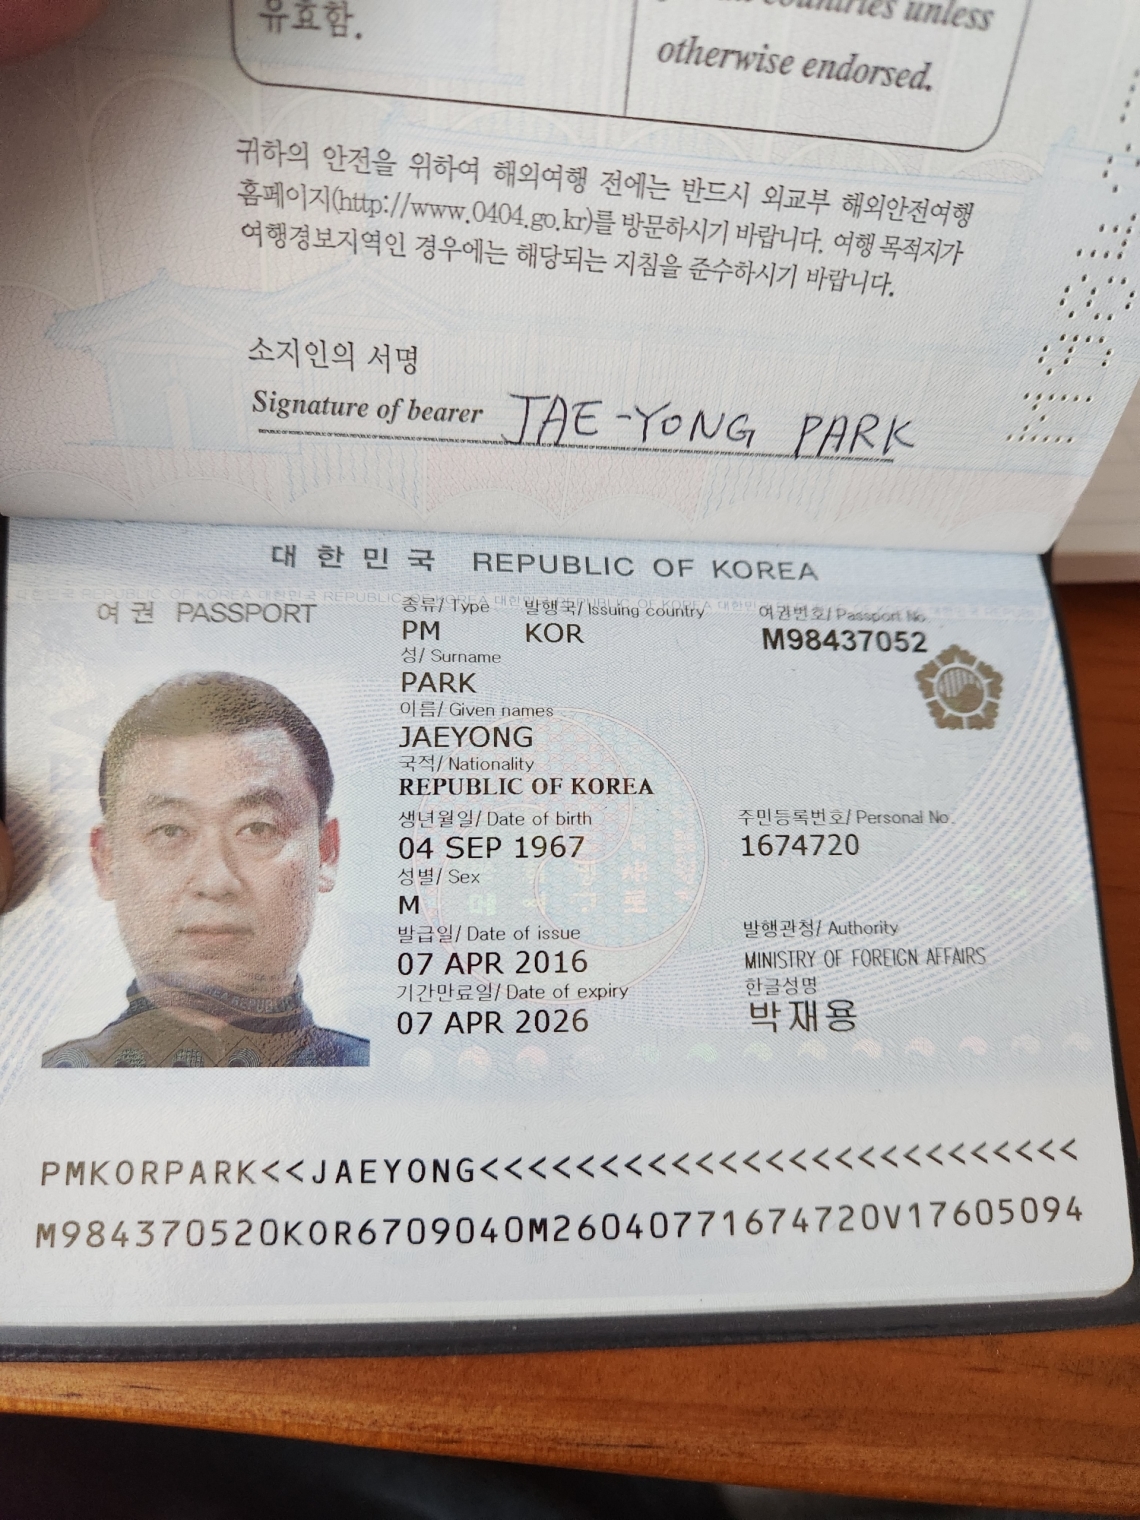 유효함.
countries unless
otherwise endorsed.
귀하의 안전을 위하여 해외여행 전에는 반드시 외교부 해외안전여행
홈페이지(http://www.0404.go.kr)를 방문하시기 바랍니다. 여행 목적지가
여행경보지역인 경우에는 해당되는 지침을 준수하시기 바랍니다.
소지인의 서명
Signature of bearer JAE-YONG PARK
대한민국 REPUBLIC OF KOREA
여권 PASSPORT
종류/ Type 발행국/ Issuing country 여권번호/ Passport No.
PM KOR M98437052
성/ Surname
PARK
이름/ Given names
JAEYONG
국적/ Nationality
REPUBLIC OF KOREA
생년월일/ Date of birth 주민등록번호/ Personal No.
04 SEP 1967 1674720
성별/ Sex
M
발급일/ Date of issue 발행관청/ Authority
07 APR 2016 MINISTRY OF FOREIGN AFFAIRS
기간만료일/ Date of expiry 한글성명
07 APR 2026 박재용
PMKORPARK<<JAEYONG<<<<<<<<<<<<<<<<<<<<<<<<<<
M984370520KOR6709040M26040771674720V17605094